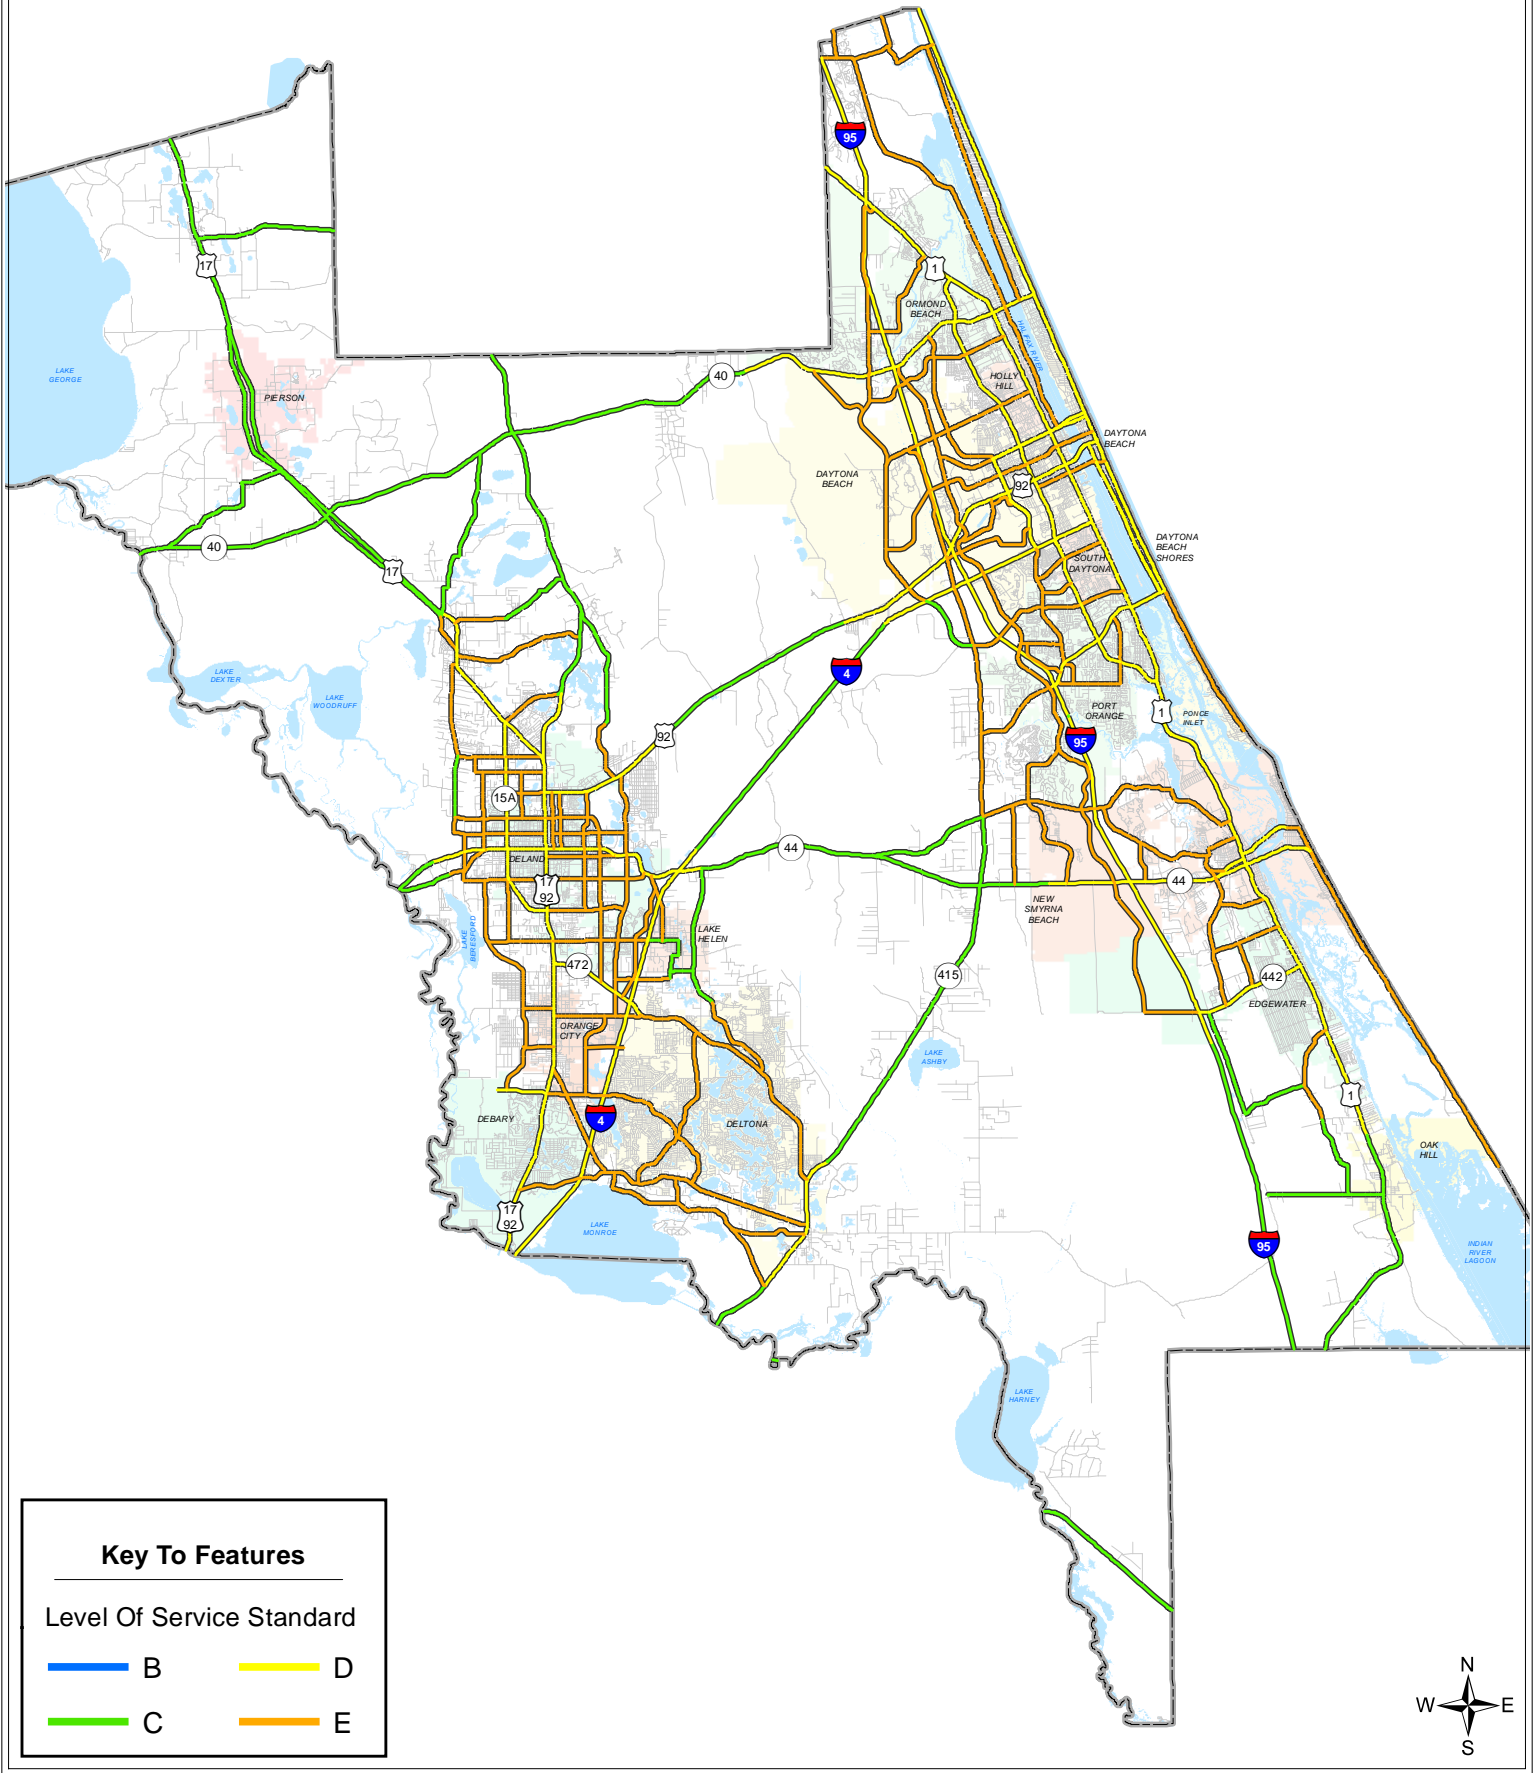 95
17
1
ORMOND
BEACH
HALIFAX RIVER
LAKE
GEORGE
40
PIERSON
HOLLY
HILL
DAYTONA
BEACH
DAYTONA
BEACH
92
40
17
DAYTONA
BEACH
SHORES
SOUTH
DAYTONA
LAKE
DEXTER
LAKE
WOODRUFF
4
92
PORT
ORANGE
1
PONCE
INLET
95
15A
44
DELAND
17
92
44
NEW
SMYRNA
BEACH
LAKE
BERESFORD
LAKE
HELEN
472
415
442
EDGEWATER
ORANGE
CITY
LAKE
ASHBY
DEBARY
4
DELTONA
1
OAK
HILL
17
92
LAKE
MONROE
95
INDIAN
RIVER
LAGOON
LAKE
HARNEY
Key To Features
Level Of Service Standard
B
D
C
E
N
W
E
S